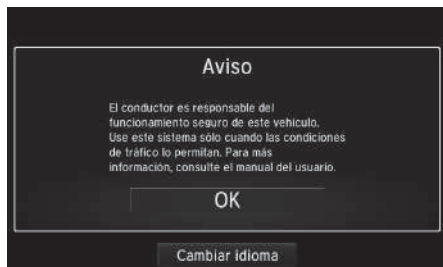 Aviso
El conductor es responsable del
funcionamiento seguro de este vehículo.
Use este sistema sólo cuando las condiciones
de tráfico lo permitan. Para más
información, consulte el manual del usuario.
OK
Cambiar idioma